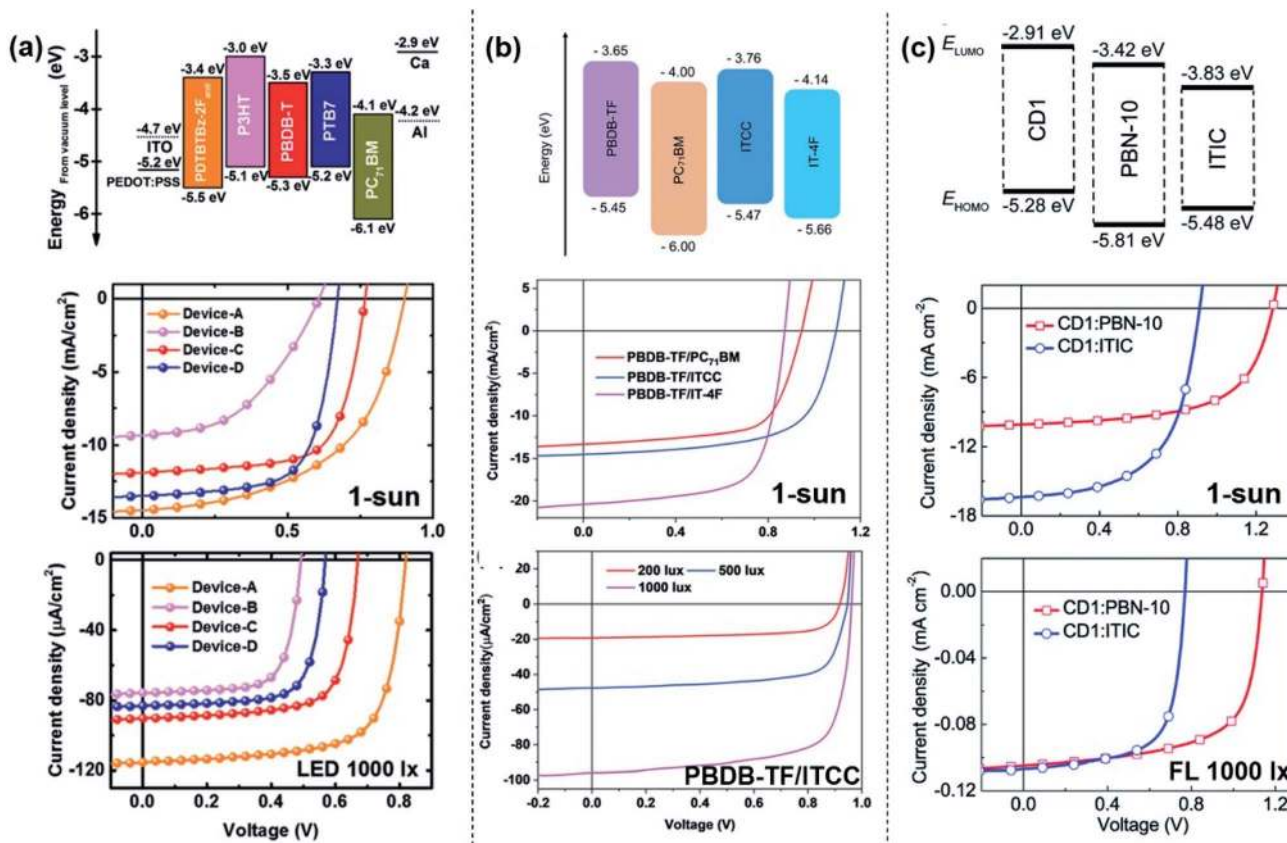 (a)
Energy From vacuum level (eV)
-3
-4
-5
-6
-4.7 eV
ITO
-5.2 eV
PEDOT:PSS
-3.4 eV
PDTBTBz-2Fanti
-5.5 eV
-3.0 eV
P3HT
-5.1 eV
-3.5 eV
PBDB-T
-5.3 eV
-3.3 eV
PTB7
-5.2 eV
-4.1 eV
PC71BM
-6.1 eV
-2.9 eV
Ca
-4.2 eV
Al
Current density (mA/cm²)
0
-5
-10
-15
Device-A
Device-B
Device-C
Device-D
1-sun
0.0 0.5 1.0
Current density (μA/cm²)
0
-40
-80
-120
Device-A
Device-B
Device-C
Device-D
LED 1000 lx
0.0 0.2 0.4 0.6 0.8
Voltage (V)
(b)
Energy (eV)
- 3.65
PBDB-TF
- 5.45
- 4.00
PC71BM
- 6.00
- 3.76
ITCC
- 5.47
- 4.14
IT-4F
- 5.66
Current density(mA/cm²)
5
0
-5
-10
-15
-20
PBDB-TF/PC71BM
PBDB-TF/ITCC
PBDB-TF/IT-4F
1-sun
0.0 0.4 0.8 1.2
Current density(μA/cm²)
20
0
-20
-40
-60
-80
-100
200 lux 500 lux
1000 lux
PBDB-TF/ITCC
-0.2 0.0 0.2 0.4 0.6 0.8 1.0
Voltage (V)
(c)
ELUMO
EHOMO
-2.91 eV
CD1
-5.28 eV
-3.42 eV
PBN-10
-5.81 eV
-3.83 eV
ITIC
-5.48 eV
Current density (mA cm-2)
0
-6
-12
-18
CD1:PBN-10
CD1:ITIC
1-sun
0.0 0.4 0.8 1.2
Current density (mA cm-2)
0.00
-0.04
-0.08
-0.12
CD1:PBN-10
CD1:ITIC
FL 1000 lx
0.0 0.4 0.8 1.2
Voltage (V)